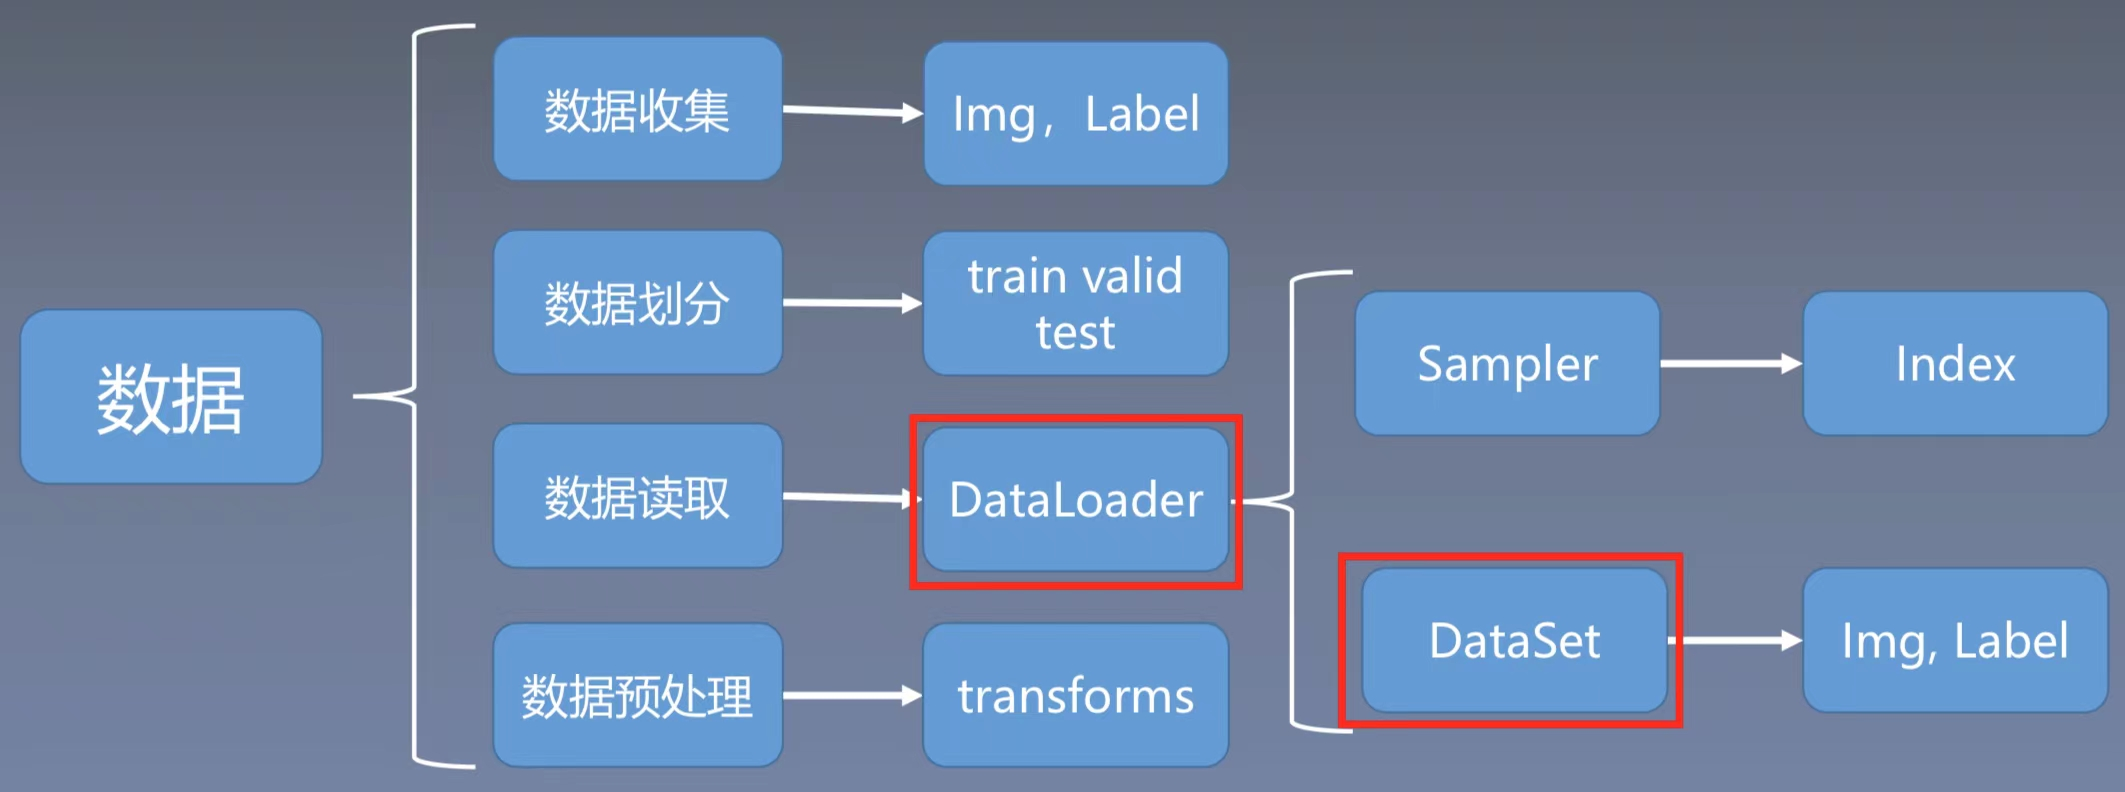 数据
数据收集
Img，Label
数据划分
train valid
test
数据读取
DataLoader
Sampler
Index
DataSet
Img, Label
数据预处理
transforms